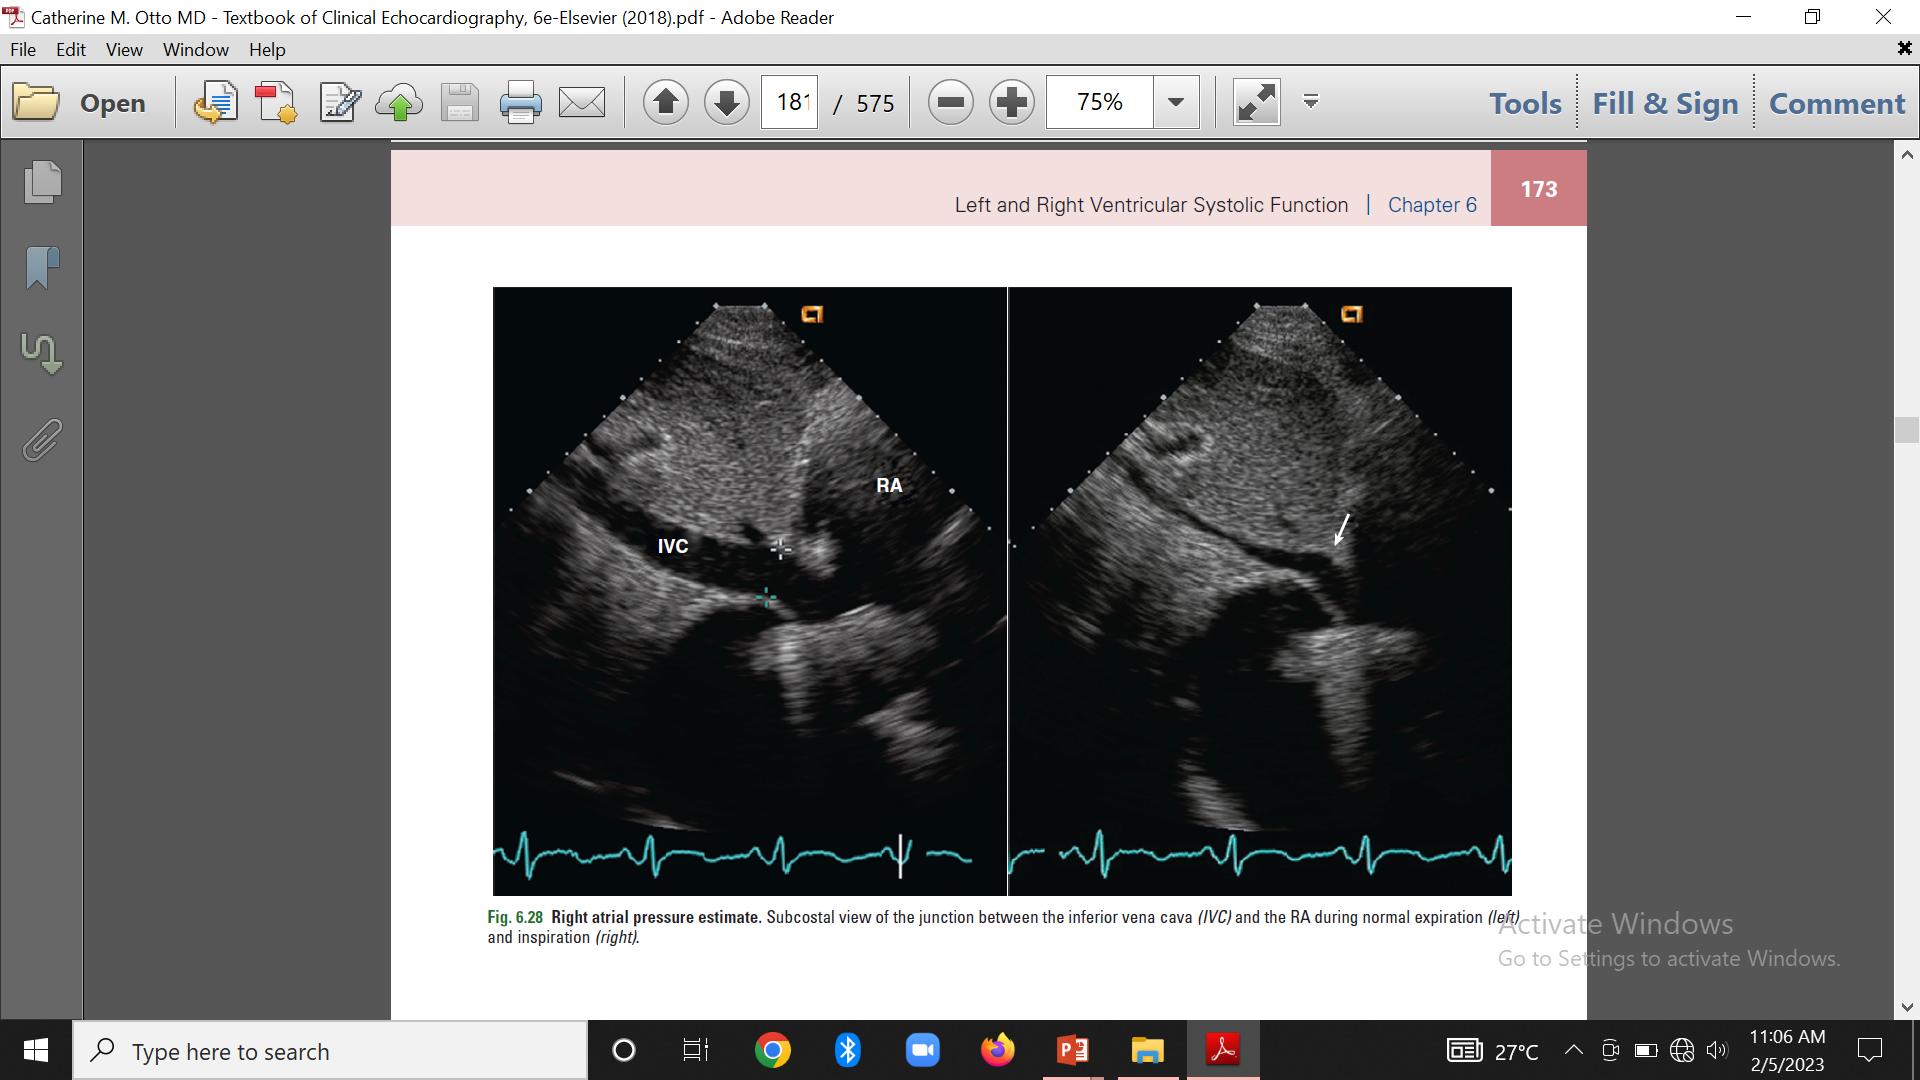 Catherine M. Otto MD - Textbook of Clinical Echocardiography, 6e-Elsevier (2018).pdf - Adobe Reader
File Edit View Window Help
Open 181 / 575 75% Tools Fill & Sign Comment
Left and Right Ventricular Systolic Function | Chapter 6 173
RA
IVC
Fig. 6.28 Right atrial pressure estimate. Subcostal view of the junction between the inferior vena cava (IVC) and the RA during normal expiration (left)
and inspiration (right).
Activate Windows
Go to Settings to activate Windows.
Type here to search
27°C
11:06 AM
2/5/2023